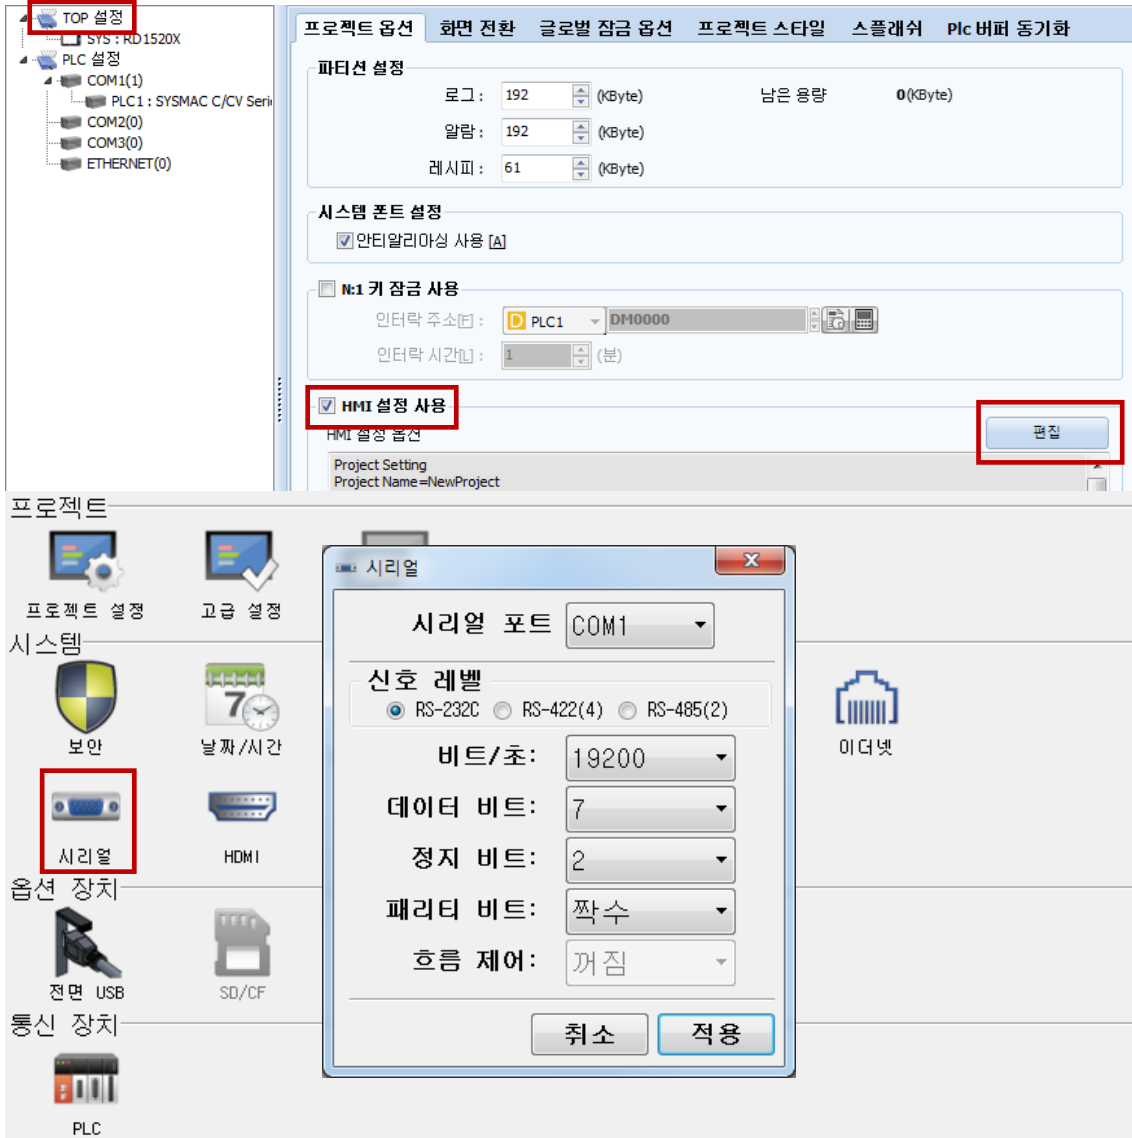 TOP 설정
SYS : RD1520X
PLC 설정
COM1(1)
PLC1 : SYSMAC C/CV Seri
COM2(0)
COM3(0)
ETHERNET(0)
프로젝트 옵션 화면 전환 글로벌 잠금 옵션 프로젝트 스타일 스플래쉬 Plc 버퍼 동기화
파티션 설정
로그 : 192 (KByte) 남은 용량 0(KByte)
알람 : 192 (KByte)
레시피 : 61 (KByte)
시스템 폰트 설정
안티알리아싱 사용 [A]
N:1 키 잠금 사용
인터락 주소[F] : D PLC1 DM0000
인터락 시간[L] : 1 (분)
HMI 설정 사용
HMI 설정 옵션
편집
Project Setting
Project Name=NewProject
프로젝트
프로젝트 설정
고급 설정
시스템
보안
7
날짜/시간
이더넷
시리얼
HDMI
옵션 장치
전면 USB
SD/CF
통신 장치
PLC
시리얼
시리얼 포트 COM1
신호 레벨
RS-232C RS-422(4) RS-485(2)
비트/초: 19200
데이터 비트: 7
정지 비트: 2
패리티 비트: 짝수
흐름 제어: 꺼짐
취소 적용